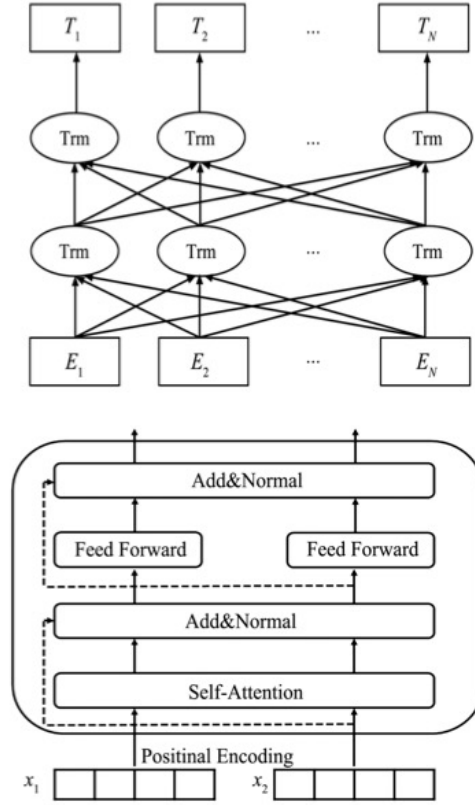 T1 T2 ... TN
Trm Trm ... Trm
Trm Trm ... Trm
E1 E2 ... EN
Add&Normal
Feed Forward Feed Forward
Add&Normal
Self-Attention
Positinal Encoding
x1 x2